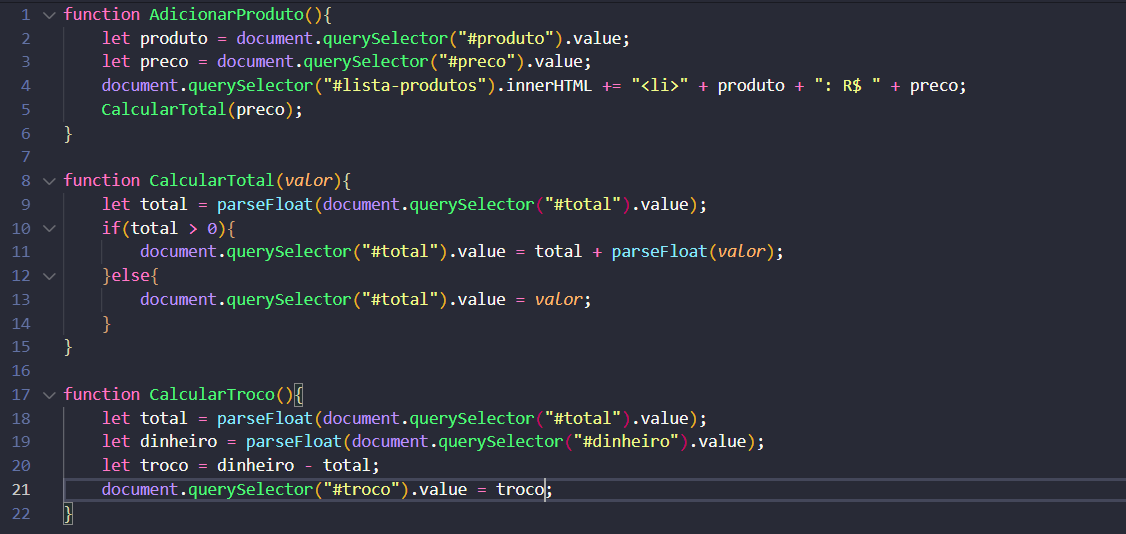 1 function AdicionarProduto(){
2 let produto = document.querySelector("#produto").value;
3 let preco = document.querySelector("#preco").value;
4 document.querySelector("#lista-produtos").innerHTML += "<li>" + produto + ": R$ " + preco;
5 CalcularTotal(preco);
6 }
7
8 function CalcularTotal(valor){
9 let total = parseFloat(document.querySelector("#total").value);
10 if(total > 0){
11 document.querySelector("#total").value = total + parseFloat(valor);
12 }else{
13 document.querySelector("#total").value = valor;
14 }
15 }
16
17 function CalcularTroco(){
18 let total = parseFloat(document.querySelector("#total").value);
19 let dinheiro = parseFloat(document.querySelector("#dinheiro").value);
20 let troco = dinheiro - total;
21 document.querySelector("#troco").value = troco;
22 }